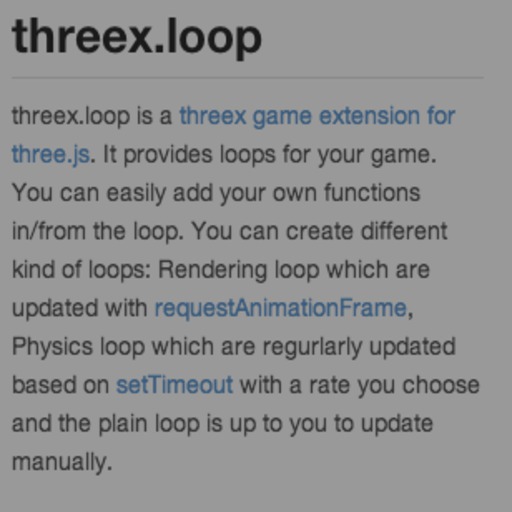 threex.loop
threex.loop is a threex game extension for
three.js. It provides loops for your game.
You can easily add your own functions
in/from the loop. You can create different
kind of loops: Rendering loop which are
updated with requestAnimationFrame,
Physics loop which are regurlarly updated
based on setTimeout with a rate you choose
and the plain loop is up to you to update
manually.